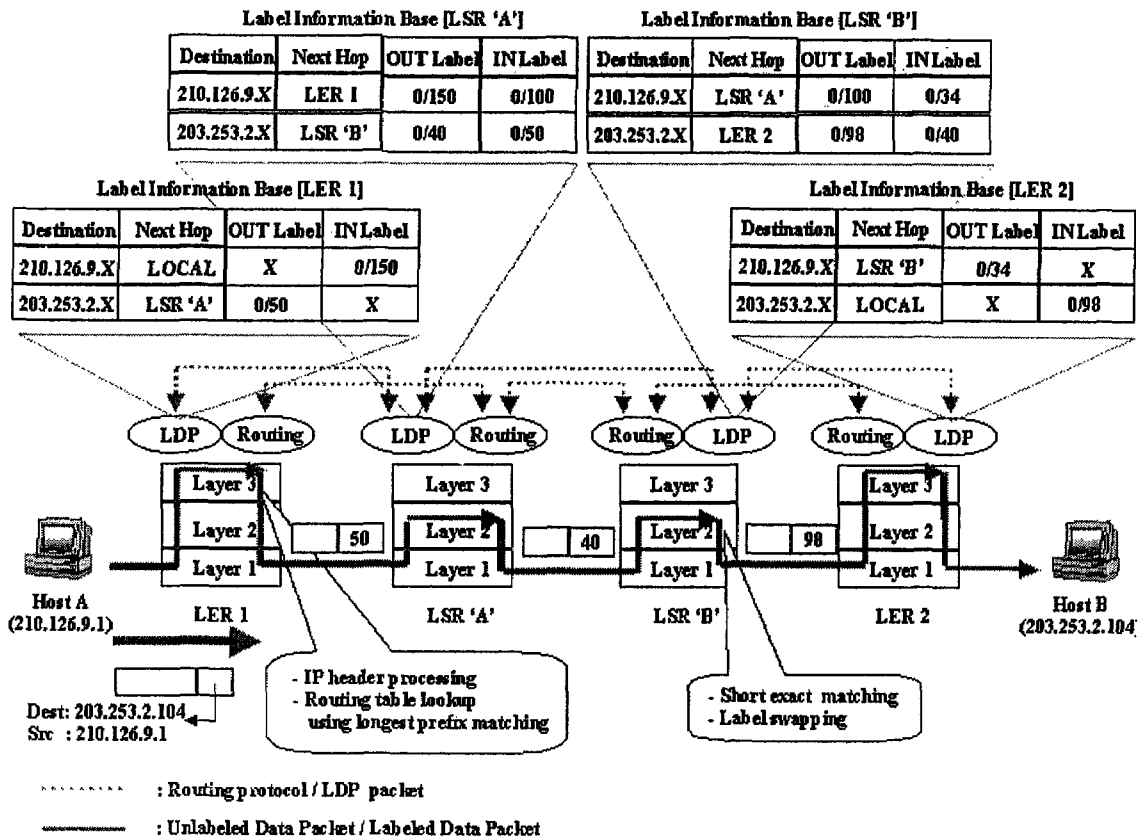 Label Information Base [LSR 'A']
Destination Next Hop OUT Label IN Label
210.126.9.X LER 1 0/150 0/100
203.253.2.X LSR 'B' 0/40 0/50
Label Information Base [LSR 'B']
Destination Next Hop OUT Label IN Label
210.126.9.X LSR 'A' 0/100 0/34
203.253.2.X LER 2 0/98 0/40
Label Information Base [LER 1]
Destination Next Hop OUT Label IN Label
210.126.9.X LOCAL X 0/150
203.253.2.X LSR 'A' 0/50 X
Label Information Base [LER 2]
Destination Next Hop OUT Label IN Label
210.126.9.X LSR 'B' 0/34 X
203.253.2.X LOCAL X 0/98
LDP Routing LDP Routing Routing LDP Routing LDP
Layer 3 Layer 3 Layer 3 Layer 3
Layer 2 50 Layer 2 40 Layer 2 98 Layer 2
Layer 1 Layer 1 Layer 1 Layer 1
Host A
(210.126.9.1)
LER 1 LSR 'A' LSR 'B' LER 2
Host B
(203.253.2.104)
- IP header processing
- Routing table lookup
using longest prefix matching
- Short exact matching
- Label swapping
Dest: 203.253.2.104
Src : 210.126.9.1
: Routing protocol / LDP packet
: Unlabeled Data Packet / Labeled Data Packet